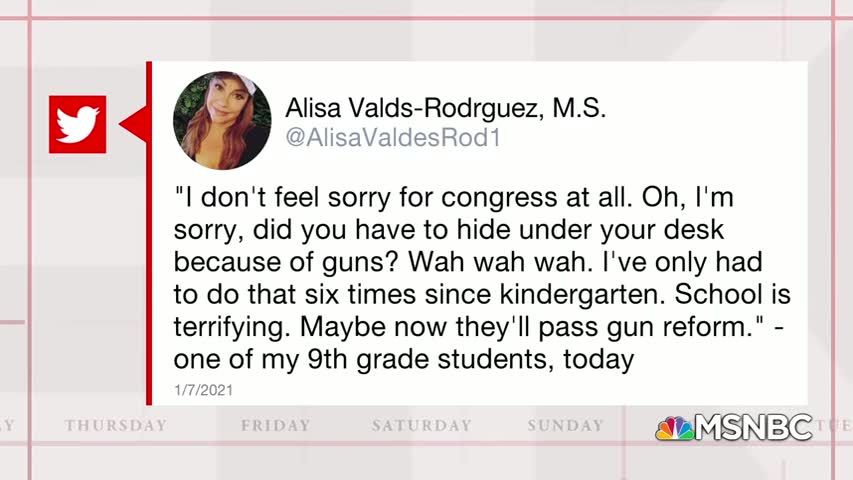 Alisa Valds-Rodrguez, M.S.
@AlisaValdesRod1
"I don't feel sorry for congress at all. Oh, I'm
sorry, did you have to hide under your desk
because of guns? Wah wah wah. I've only had
to do that six times since kindergarten. School is
terrifying. Maybe now they'll pass gun reform." -
one of my 9th grade students, today
1/7/2021
Y THURSDAY FRIDAY SATURDAY SUNDAY TUE
MSNBC